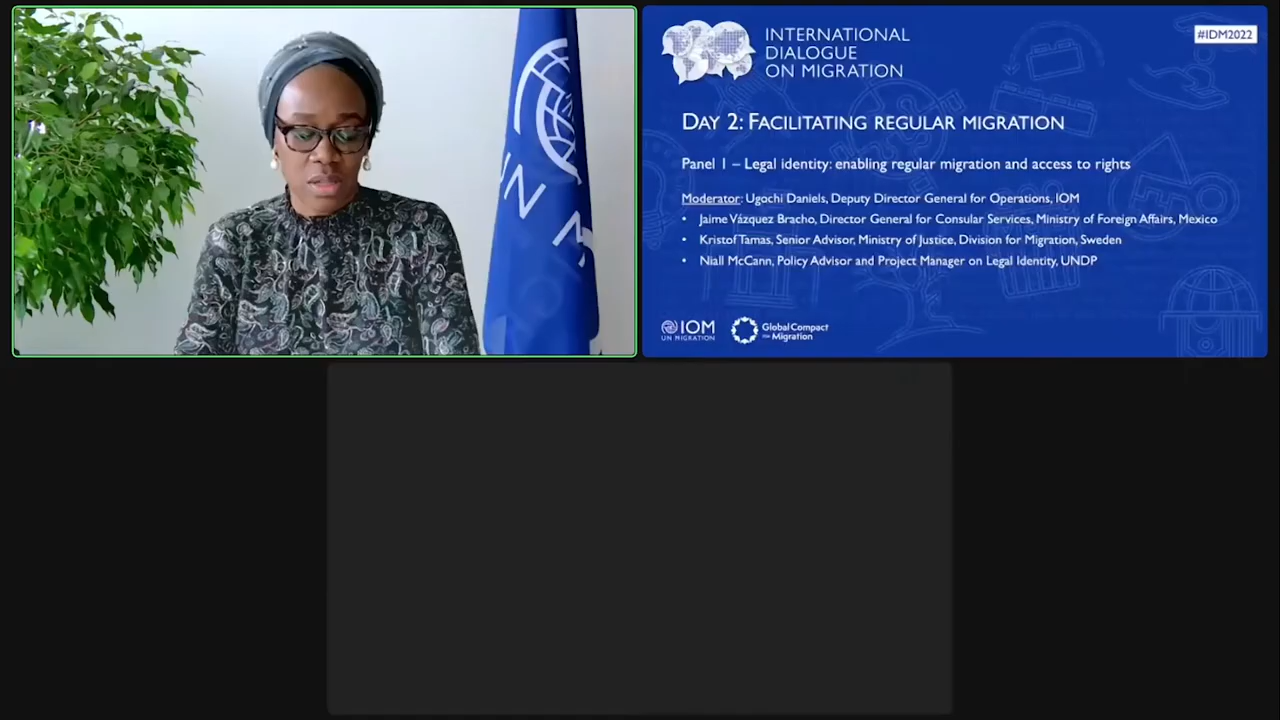 UN M
INTERNATIONAL
DIALOGUE
ON MIGRATION
#IDM2022
DAY 2: FACILITATING REGULAR MIGRATION
Panel 1 – Legal identity: enabling regular migration and access to rights
Moderator: Ugochi Daniels, Deputy Director General for Operations, IOM
• Jaime Vázquez Bracho, Director General for Consular Services, Ministry of Foreign Affairs, Mexico
• Kristof Tamas, Senior Advisor, Ministry of Justice, Division for Migration, Sweden
• Niall McCann, Policy Advisor and Project Manager on Legal Identity, UNDP
IOM
UN MIGRATION
Global Compact
for Migration